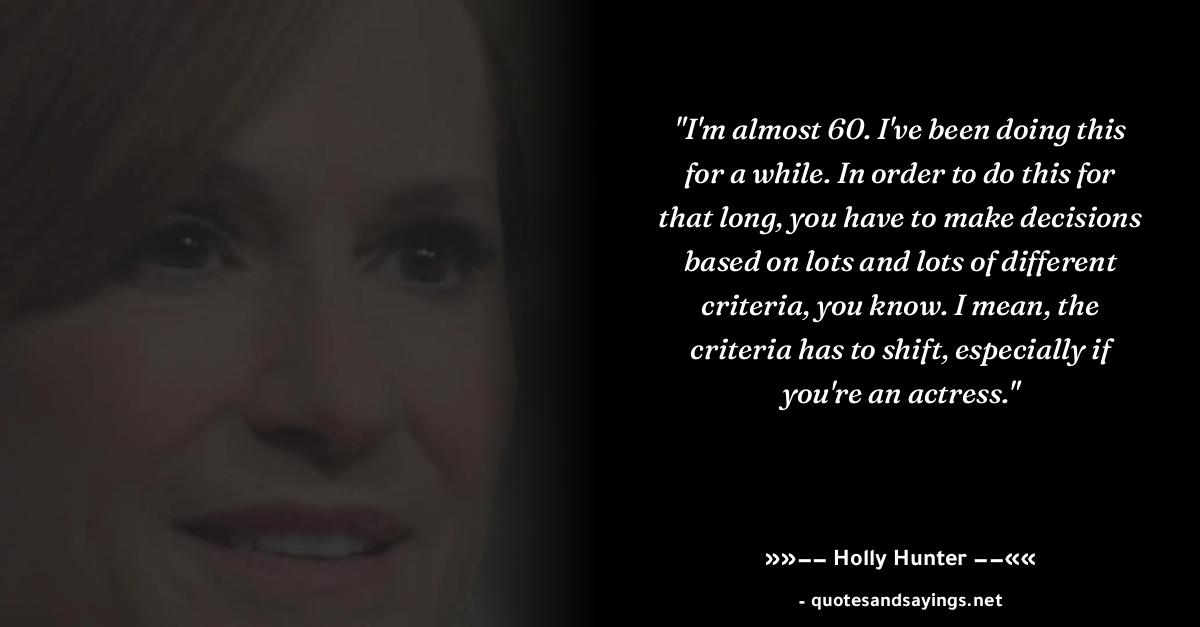 "I'm almost 60. I've been doing this
for a while. In order to do this for
that long, you have to make decisions
based on lots and lots of different
criteria, you know. I mean, the
criteria has to shift, especially if
you're an actress."
»»−− Holly Hunter −−««
- quotesandsayings.net